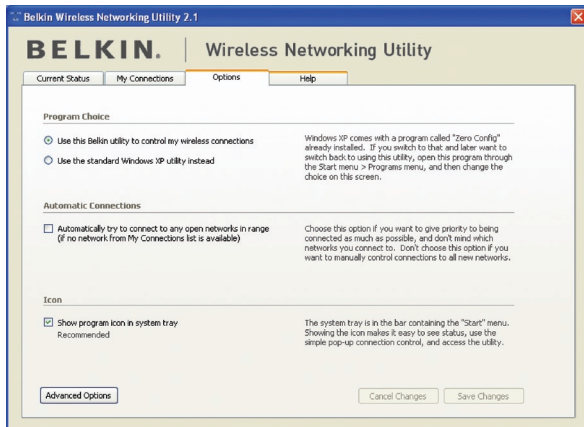 Belkin Wireless Networking Utility 2.1
BELKIN. | Wireless Networking Utility
Current Status
My Connections
Options
Help
Program Choice
Use this Belkin utility to control my wireless connections
Use the standard Windows XP utility instead
Windows XP comes with a program called "Zero Config"
already installed. If you switch to that and later want to
switch back to using this utility, open this program through
the Start menu > Programs menu, and then change the
choice on this screen.
Automatic Connections
Automatically try to connect to any open networks in range
(if no network from My Connections list is available)
Choose this option if you want to give priority to being
connected as much as possible, and don't mind which
networks you connect to. Don't choose this option if you
want to manually control connections to all new networks.
Icon
Show program icon in system tray
Recommended
The system tray is in the bar containing the "Start" menu.
Showing the icon makes it easy to see status, use the
simple pop-up connection control, and access the utility.
Advanced Options
Cancel Changes
Save Changes